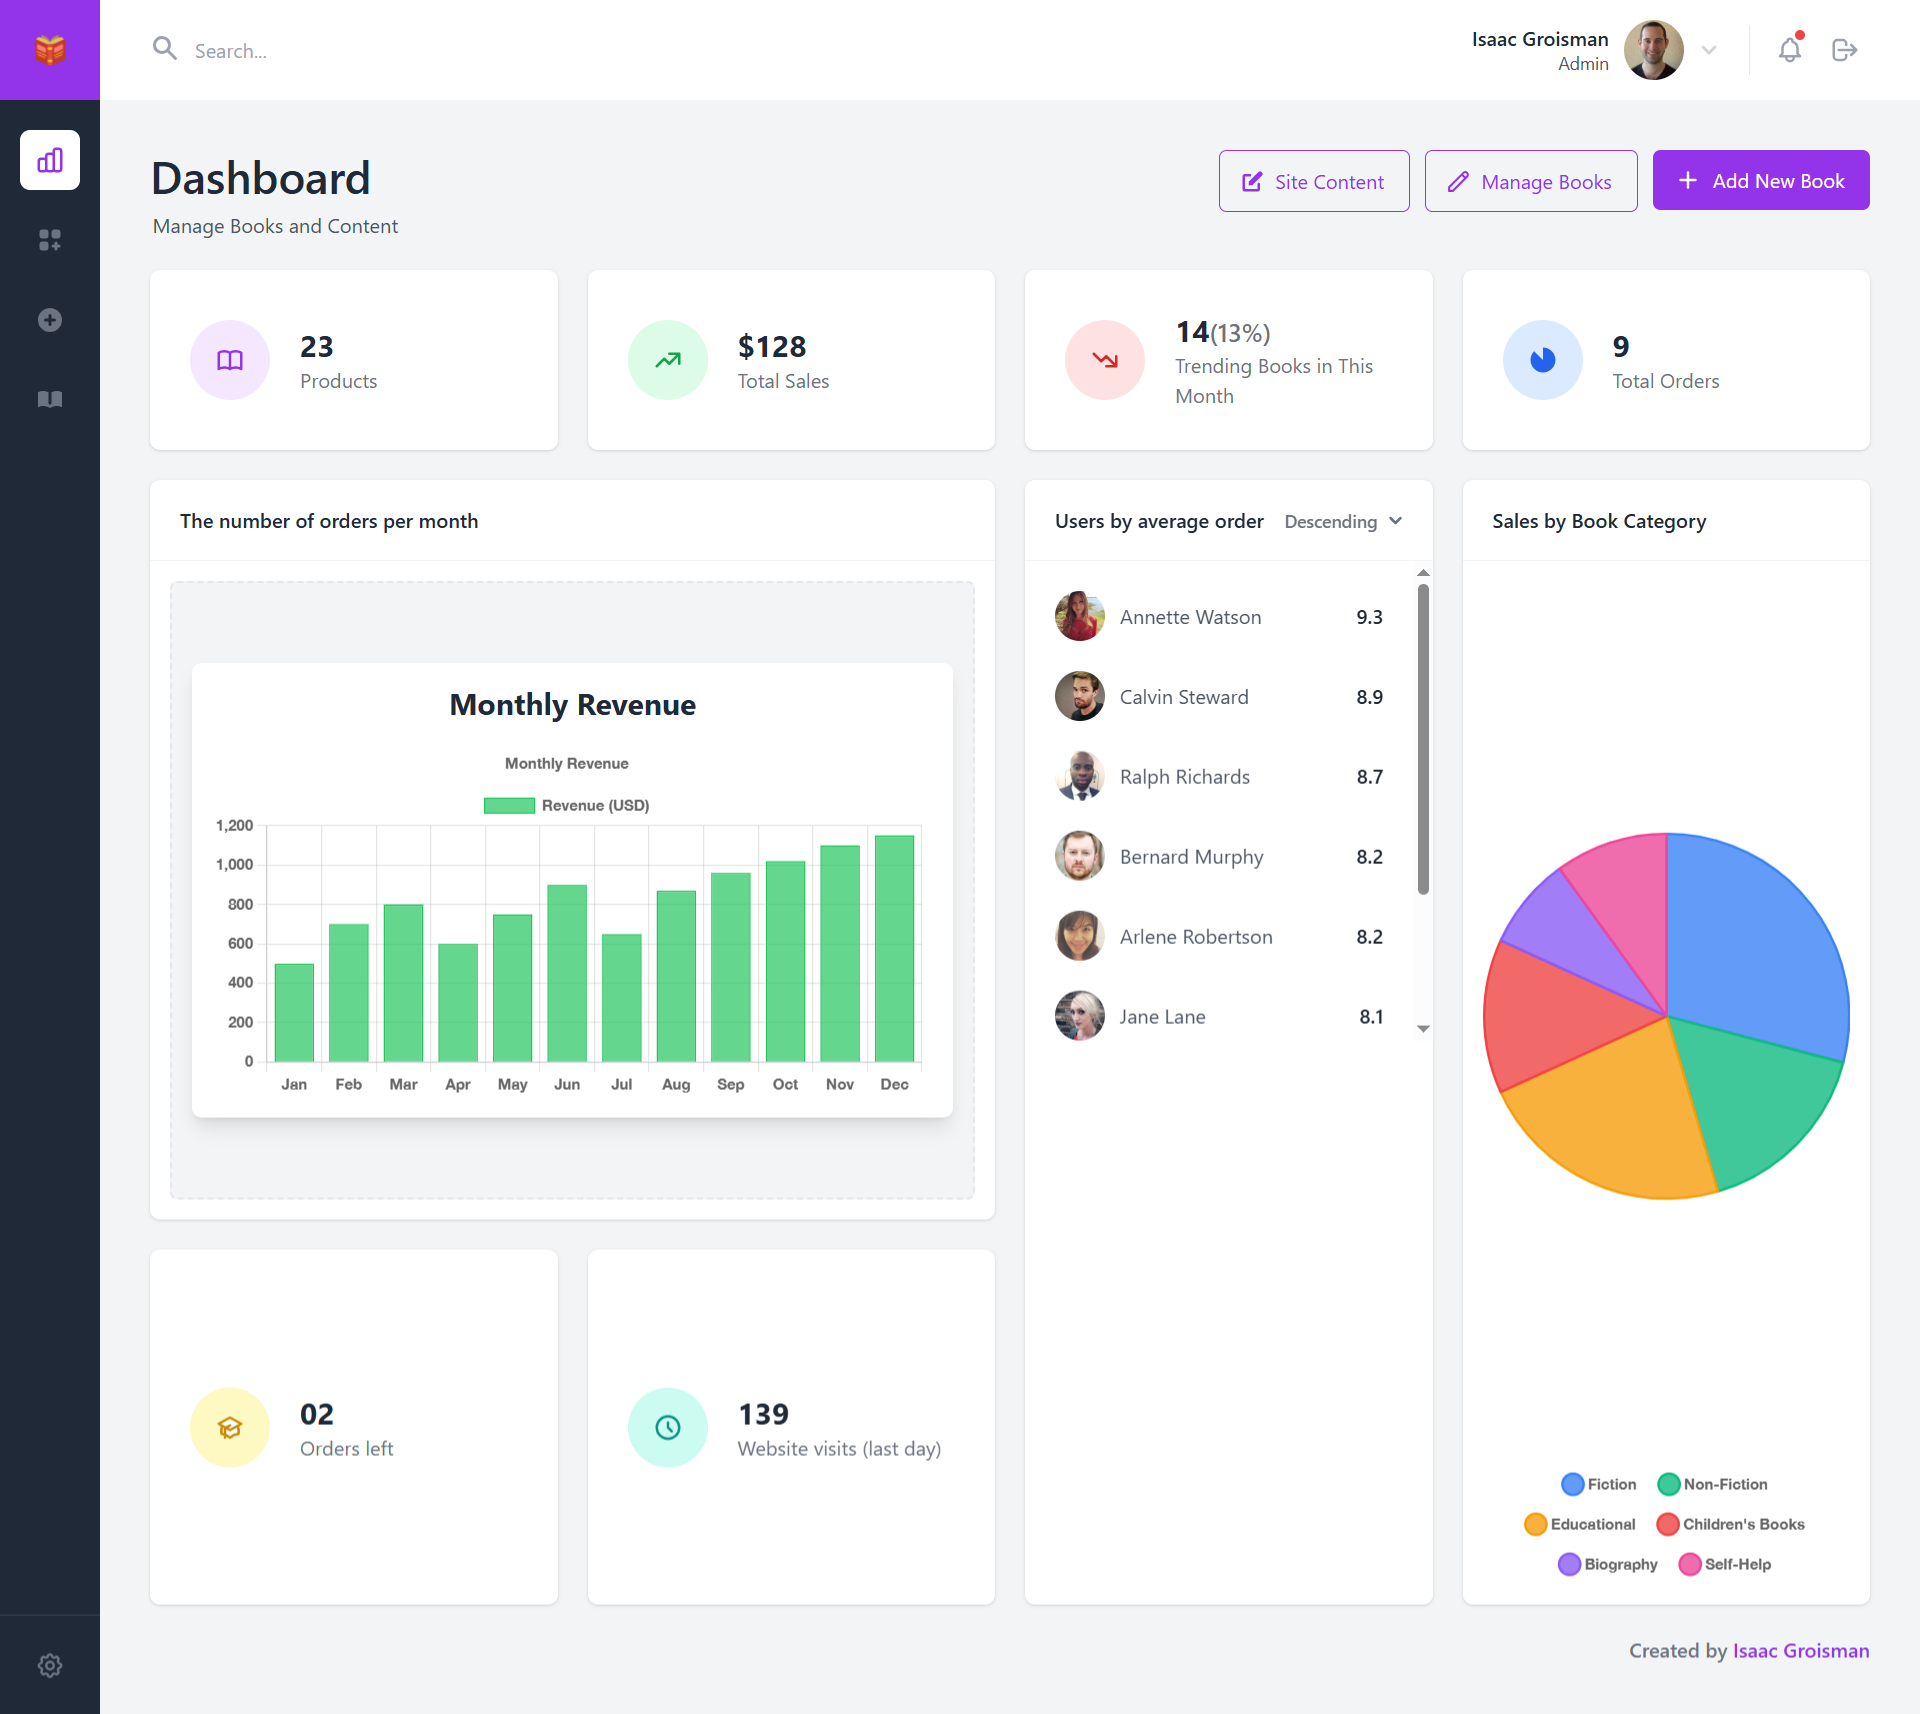 Search...
Isaac Groisman
Admin
Dashboard
Manage Books and Content
Site Content
Manage Books
Add New Book
23
Products
$128
Total Sales
14(13%)
Trending Books in This
Month
9
Total Orders
The number of orders per month
Monthly Revenue
Monthly Revenue
Revenue (USD)
1,200
1,000
800
600
400
200
0
Jan Feb Mar Apr May Jun Jul Aug Sep Oct Nov Dec
Users by average order Descending
Annette Watson 9.3
Calvin Steward 8.9
Ralph Richards 8.7
Bernard Murphy 8.2
Arlene Robertson 8.2
Jane Lane 8.1
Sales by Book Category
Fiction Non-Fiction
Educational Children's Books
Biography Self-Help
02
Orders left
139
Website visits (last day)
Created by Isaac Groisman